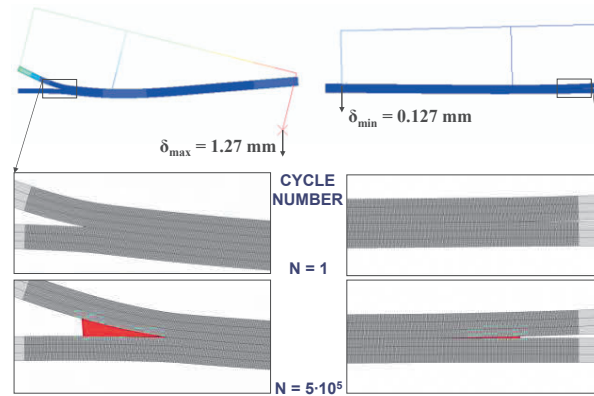 δmax = 1.27 mm
δmin = 0.127 mm
CYCLE
NUMBER
N = 1
N = 5·10⁵